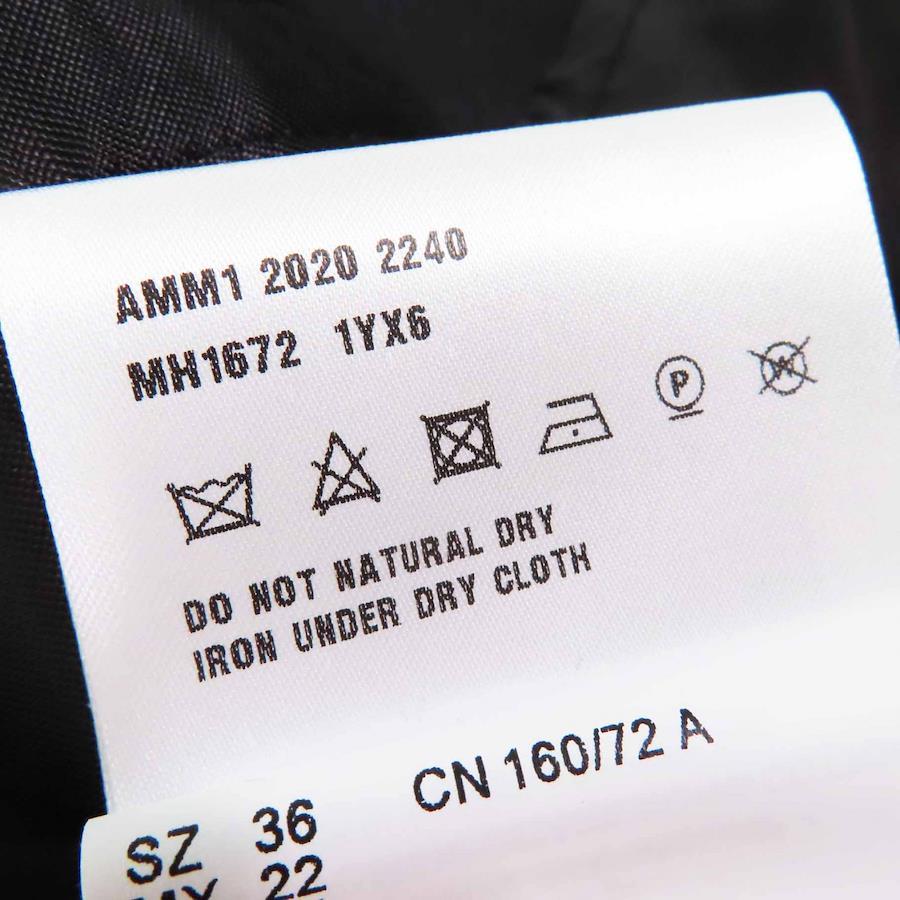 AMM1 2020 2240
MH1672 1YX6
P W
DO NOT NATURAL DRY
IRON UNDER DRY CLOTH
CN 160/72 A
SZ 36
MX 22